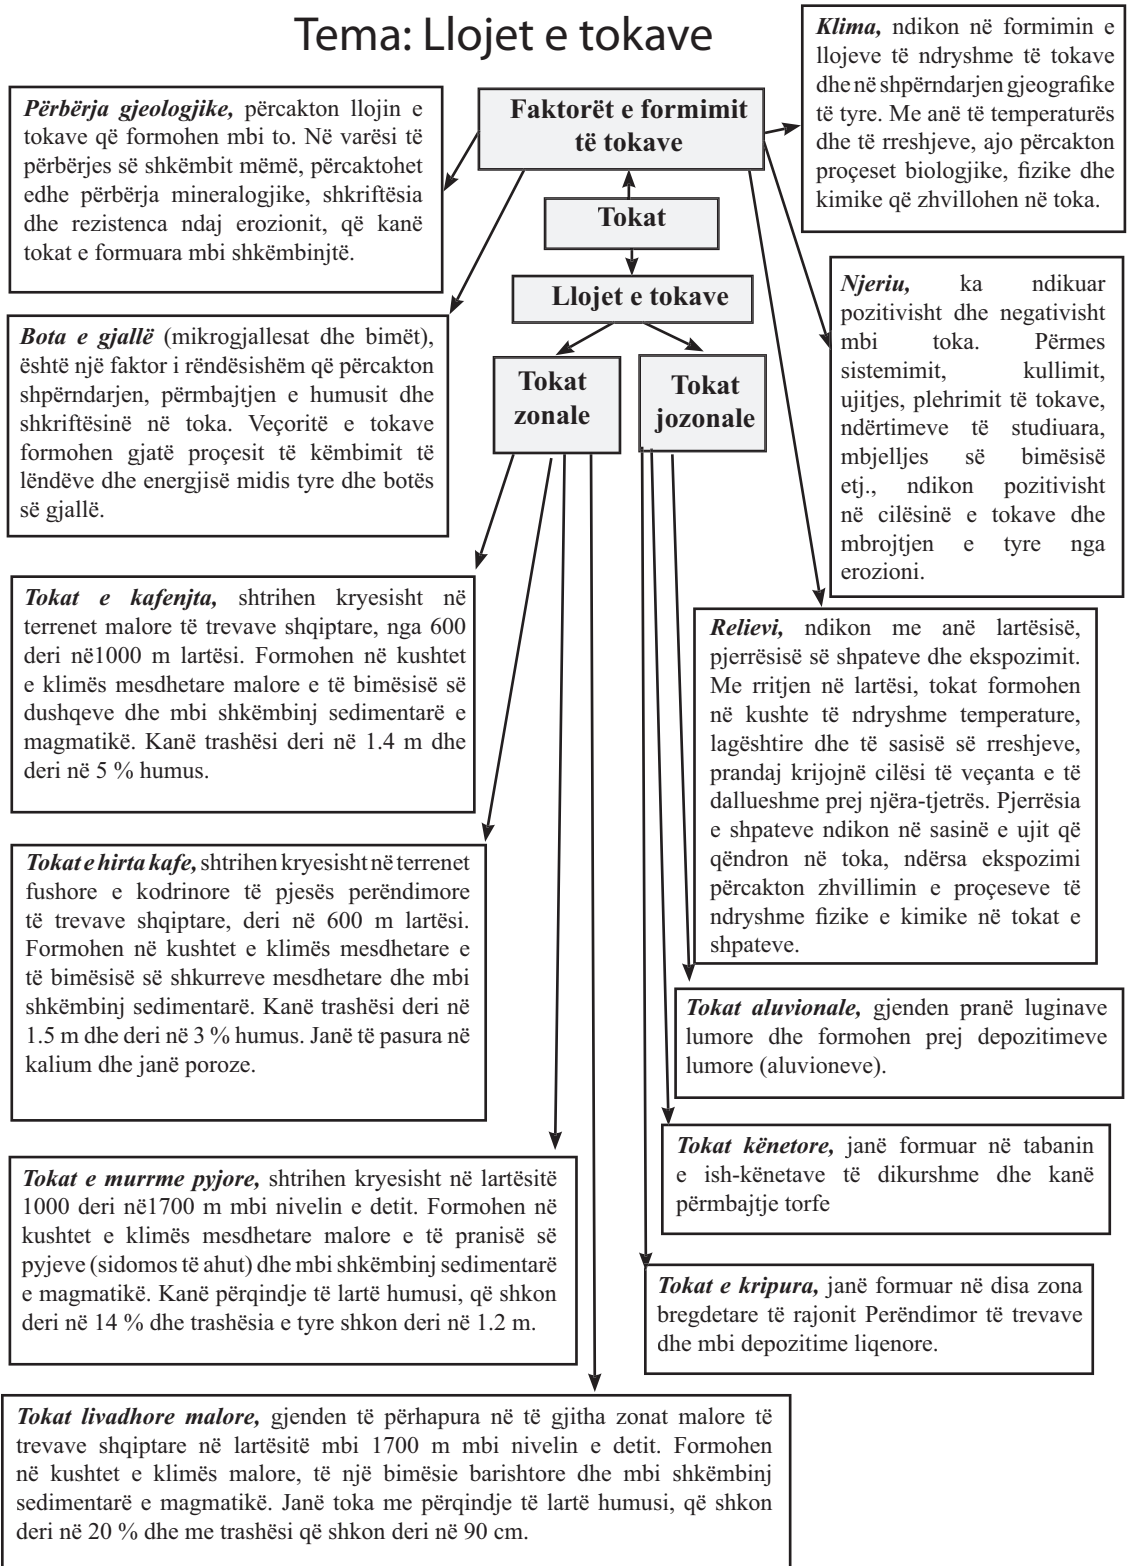 Tema: Llojet e tokave
Klima, ndikon në formimin e
llojeve të ndryshme të tokave
dhe në shpërndarjen gjeografike
të tyre. Me anë të temperaturës
dhe të rreshjeve, ajo përcakton
proçeset biologjike, fizike dhe
kimike që zhvillohen në toka.
Përbërja gjeologjike, përcakton llojin e
tokave që formohen mbi to. Në varësi të
përbërjes së shkëmbit mëmë, përcaktohet
edhe përbërja mineralogjike, shkriftësia
dhe rezistenca ndaj erozionit, që kanë
tokat e formuara mbi shkëmbinjtë.
Faktorët e formimit
të tokave
Tokat
Llojet e tokave
Tokat
zonale
Tokat
jozonale
Njeriu, ka ndikuar
pozitivisht dhe negativisht
mbi toka. Përmes
sistemimit, kullimit,
ujitjes, plehrimit të tokave,
ndërtimeve të studiuara,
mbjelljes së bimësisë
etj., ndikon pozitivisht
në cilësinë e tokave dhe
mbrojtjen e tyre nga
erozioni.
Bota e gjallë (mikrogjallesat dhe bimët),
është një faktor i rëndësishëm që përcakton
shpërndarjen, përmbajtjen e humusit dhe
shkriftësinë në toka. Veçoritë e tokave
formohen gjatë proçesit të këmbimit të
lëndëve dhe energjisë midis tyre dhe botës
së gjallë.
Tokat e kafenjta, shtrihen kryesisht në
terrenet malore të trevave shqiptare, nga 600
deri në1000 m lartësi. Formohen në kushtet
e klimës mesdhetare malore e të bimësisë së
dushqeve dhe mbi shkëmbinj sedimentarë e
magmatikë. Kanë trashësi deri në 1.4 m dhe
deri në 5 % humus.
Relievi, ndikon me anë lartësisë,
pjerrësisë së shpateve dhe ekspozimit.
Me rritjen në lartësi, tokat formohen
në kushte të ndryshme temperature,
lagështire dhe të sasisë së rreshjeve,
prandaj krijojnë cilësi të veçanta e të
dallueshme prej njëra-tjetrës. Pjerrësia
e shpateve ndikon në sasinë e ujit që
qëndron në toka, ndërsa ekspozimi
përcakton zhvillimin e proçeseve të
ndryshme fizike e kimike në tokat e
shpateve.
Tokat e hirta kafe, shtrihen kryesisht në terrenet
fushore e kodrinore të pjesës perëndimore
të trevave shqiptare, deri në 600 m lartësi.
Formohen në kushtet e klimës mesdhetare e
të bimësisë së shkurreve mesdhetare dhe mbi
shkëmbinj sedimentarë. Kanë trashësi deri në
1.5 m dhe deri në 3 % humus. Janë të pasura në
kalium dhe janë poroze.
Tokat aluvionale, gjenden pranë luginave
lumore dhe formohen prej depozitimeve
lumore (aluvioneve).
Tokat kënetore, janë formuar në tabanin
e ish-kënetave të dikurshme dhe kanë
përmbajtje torfe
Tokat e murrme pyjore, shtrihen kryesisht në lartësitë
1000 deri në1700 m mbi nivelin e detit. Formohen në
kushtet e klimës mesdhetare malore e të pranisë së
pyjeve (sidomos të ahut) dhe mbi shkëmbinj sedimentarë
e magmatikë. Kanë përqindje të lartë humusi, që shkon
deri në 14 % dhe trashësia e tyre shkon deri në 1.2 m.
Tokat e kripura, janë formuar në disa zona
bregdetare të rajonit Perëndimor të trevave
dhe mbi depozitime liqenore.
Tokat livadhore malore, gjenden të përhapura në të gjitha zonat malore të
trevave shqiptare në lartësitë mbi 1700 m mbi nivelin e detit. Formohen
në kushtet e klimës malore, të një bimësie barishtore dhe mbi shkëmbinj
sedimentarë e magmatikë. Janë toka me përqindje të lartë humusi, që shkon
deri në 20 % dhe me trashësi që shkon deri në 90 cm.